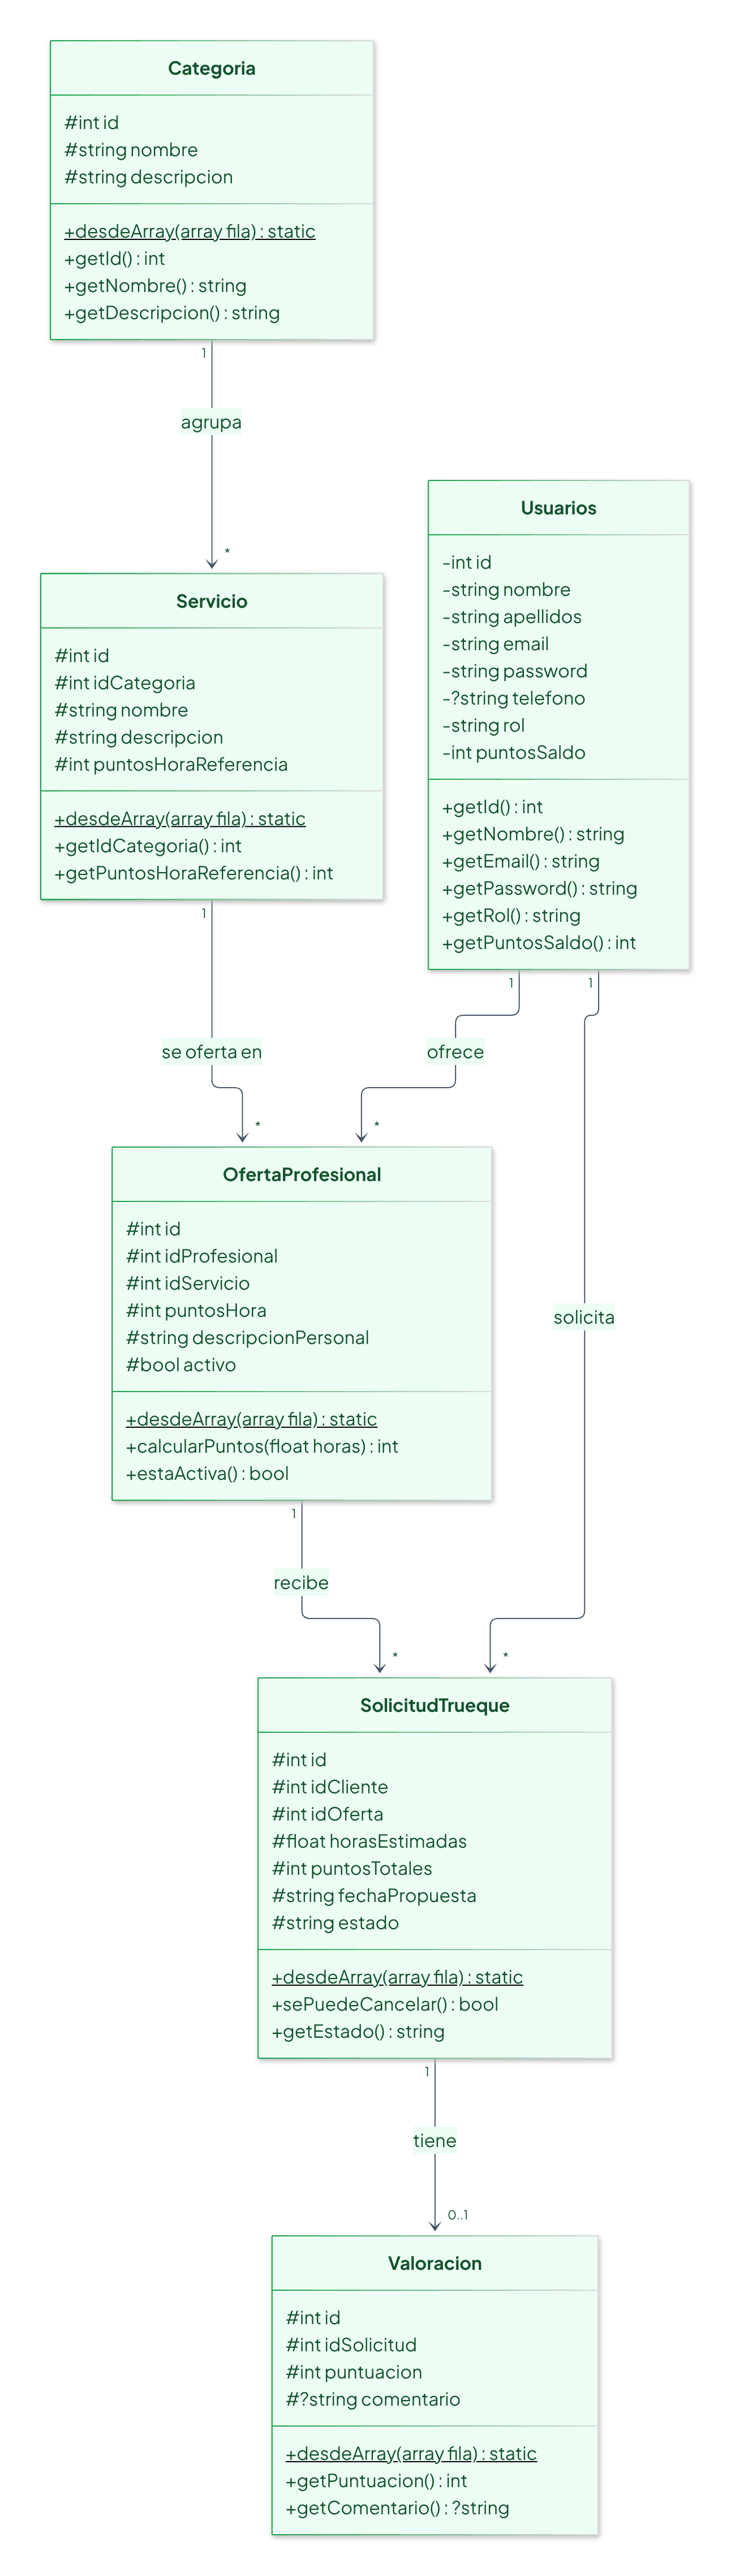 Categoria
#int id
#string nombre
#string descripcion
+desdeArray(array fila) : static
+getId() : int
+getNombre() : string
+getDescripcion() : string
1
agrupa
*
Servicio
#int id
#int idCategoria
#string nombre
#string descripcion
#int puntosHoraReferencia
+desdeArray(array fila) : static
+getIdCategoria() : int
+getPuntosHoraReferencia() : int
Usuarios
-int id
-string nombre
-string apellidos
-string email
-string password
-?string telefono
-string rol
-int puntosSaldo
+getId() : int
+getNombre() : string
+getEmail() : string
+getPassword() : string
+getRol() : string
+getPuntosSaldo() : int
1
1
1
se oferta en
ofrece
*
*
OfertaProfesional
#int id
#int idProfesional
#int idServicio
#int puntosHora
#string descripcionPersonal
#bool activo
+desdeArray(array fila) : static
+calcularPuntos(float horas) : int
+estaActiva() : bool
solicita
1
recibe
*
*
SolicitudTrueque
#int id
#int idCliente
#int idOferta
#float horasEstimadas
#int puntosTotales
#string fechaPropuesta
#string estado
+desdeArray(array fila) : static
+sePuedeCancelar() : bool
+getEstado() : string
1
tiene
0..1
Valoracion
#int id
#int idSolicitud
#int puntuacion
#?string comentario
+desdeArray(array fila) : static
+getPuntuacion() : int
+getComentario() : ?string